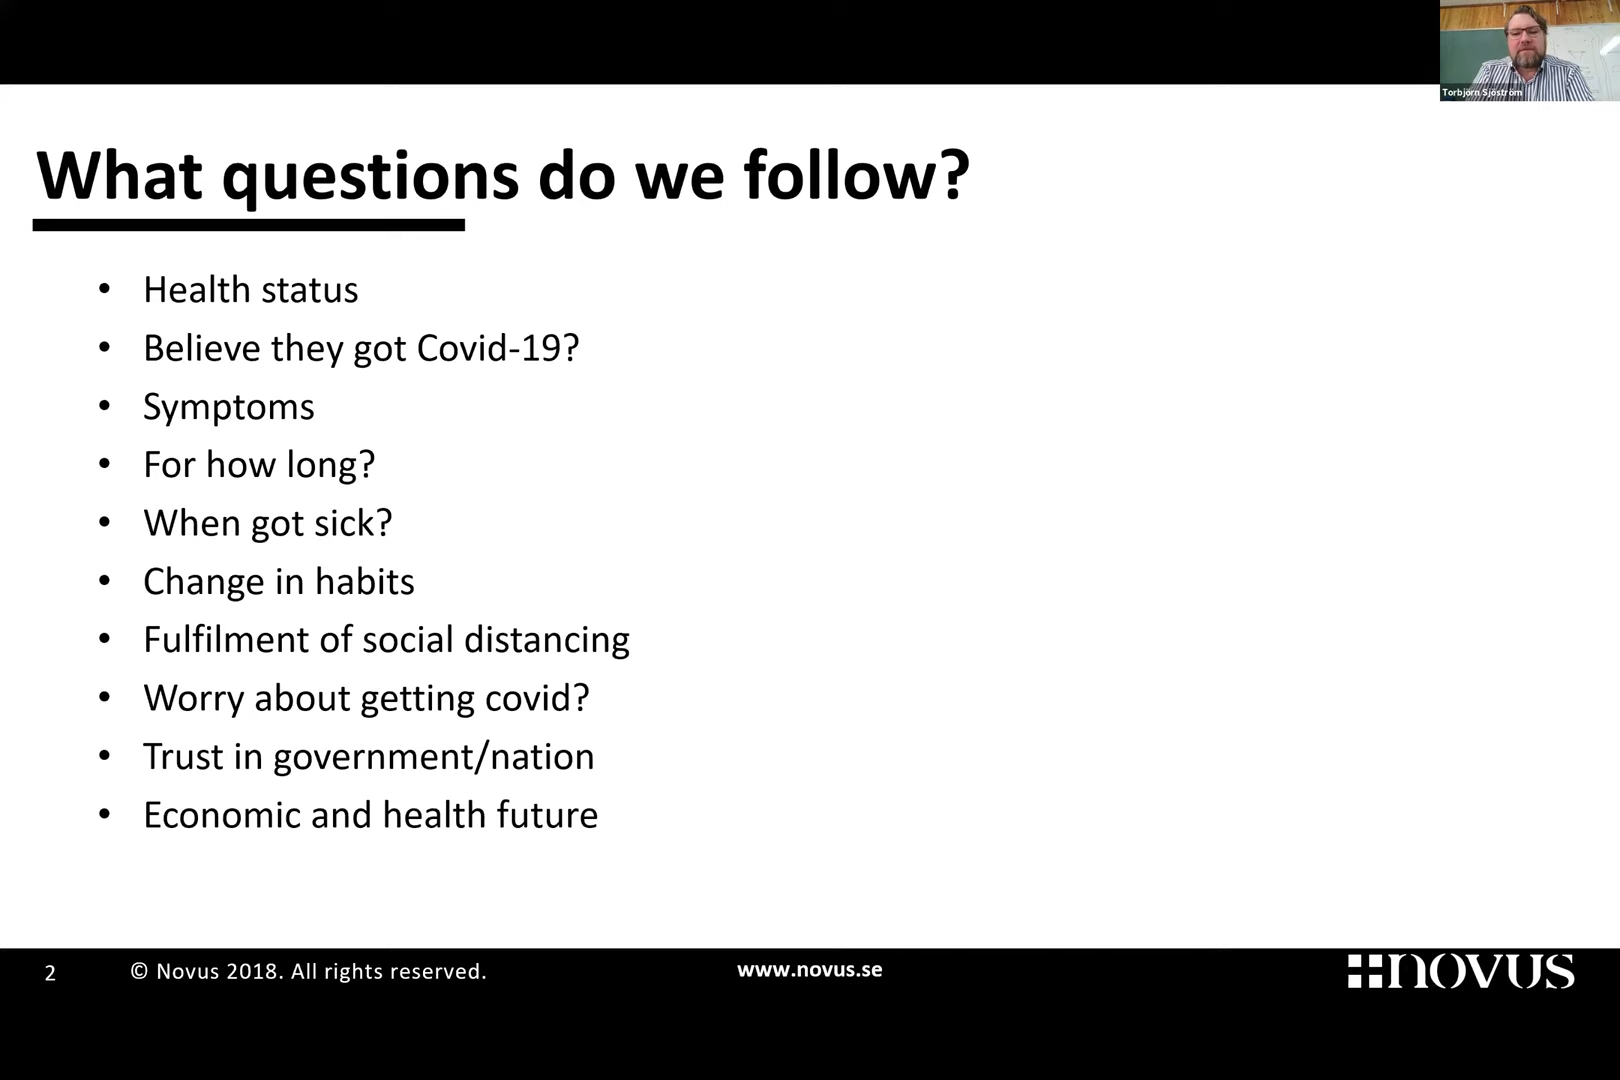 Torbjörn Sjöström
What questions do we follow?
• Health status
• Believe they got Covid-19?
• Symptoms
• For how long?
• When got sick?
• Change in habits
• Fulfilment of social distancing
• Worry about getting covid?
• Trust in government/nation
• Economic and health future
2
© Novus 2018. All rights reserved.
www.novus.se
novus